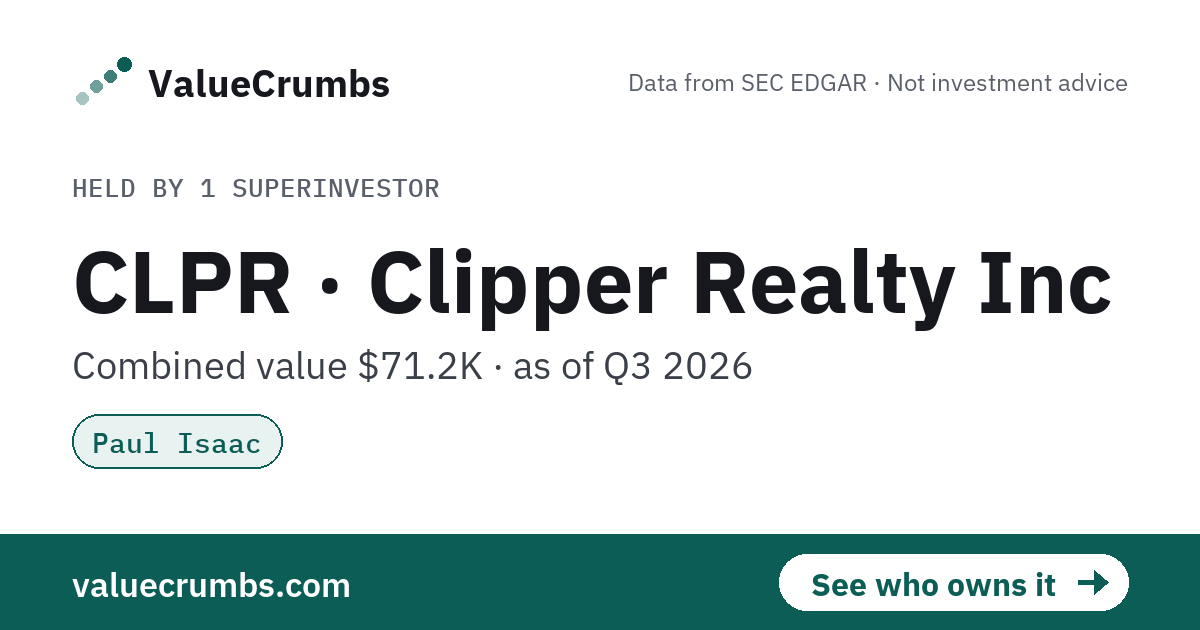 ValueCrumbs
Data from SEC EDGAR · Not investment advice
HELD BY 1 SUPERINVESTOR
CLPR · Clipper Realty Inc
Combined value $71.2K · as of Q3 2026
Paul Isaac
valuecrumbs.com
See who owns it